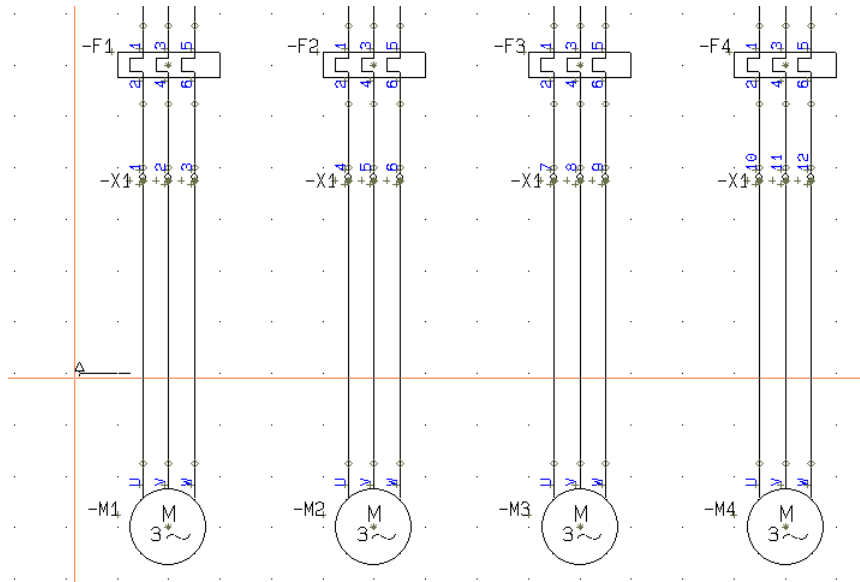 1 3 5 1 3 5 1 3 5 1 3 5
-F1 -F2 -F3 -F4
2 4 6 2 4 6 2 4 6 2 4 6
1 2 3 4 5 6 7 8 9 10 11 12
-X1 -X1 -X1 -X1
U V W U V W U V W U V W
-M1 M -M2 M -M3 M -M4 M
3~ 3~ 3~ 3~